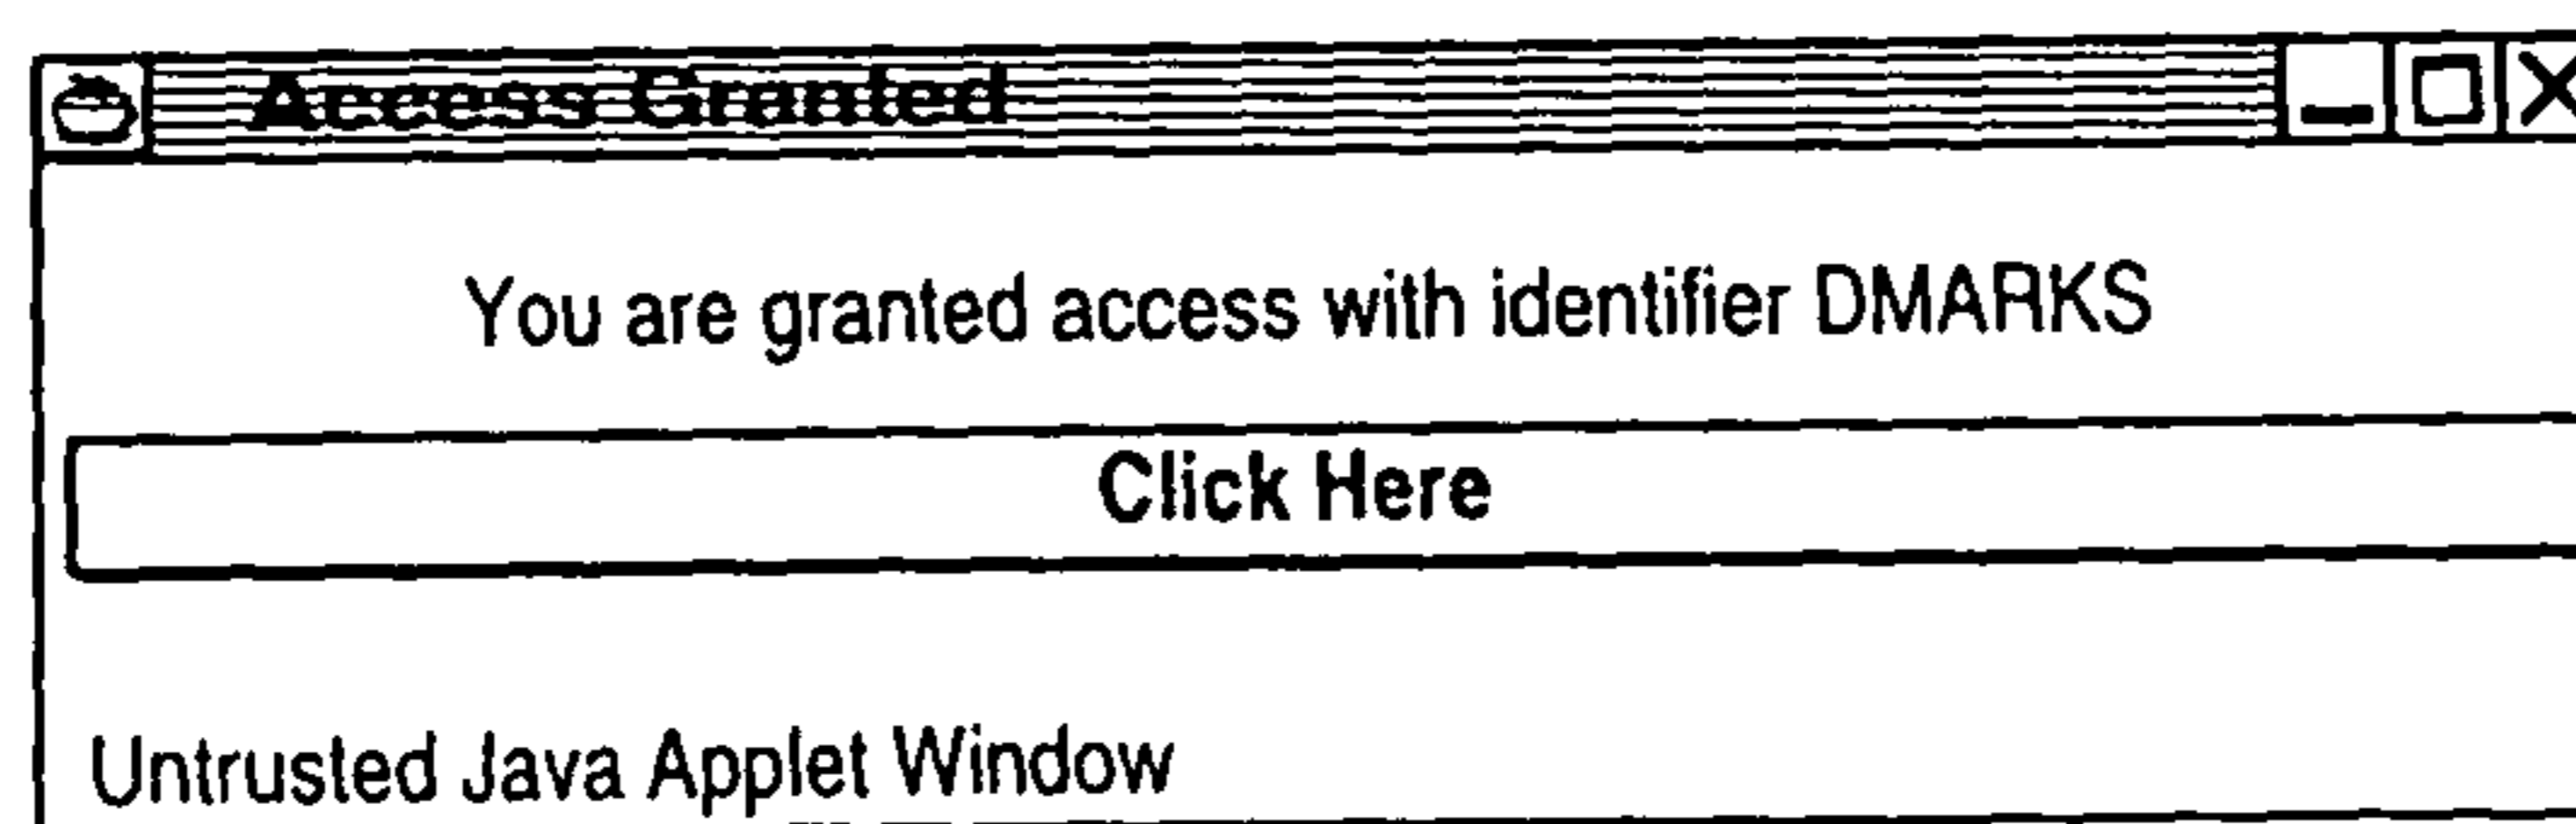 Access Granted
You are granted access with identifier DMARKS
Click Here
Untrusted Java Applet Window